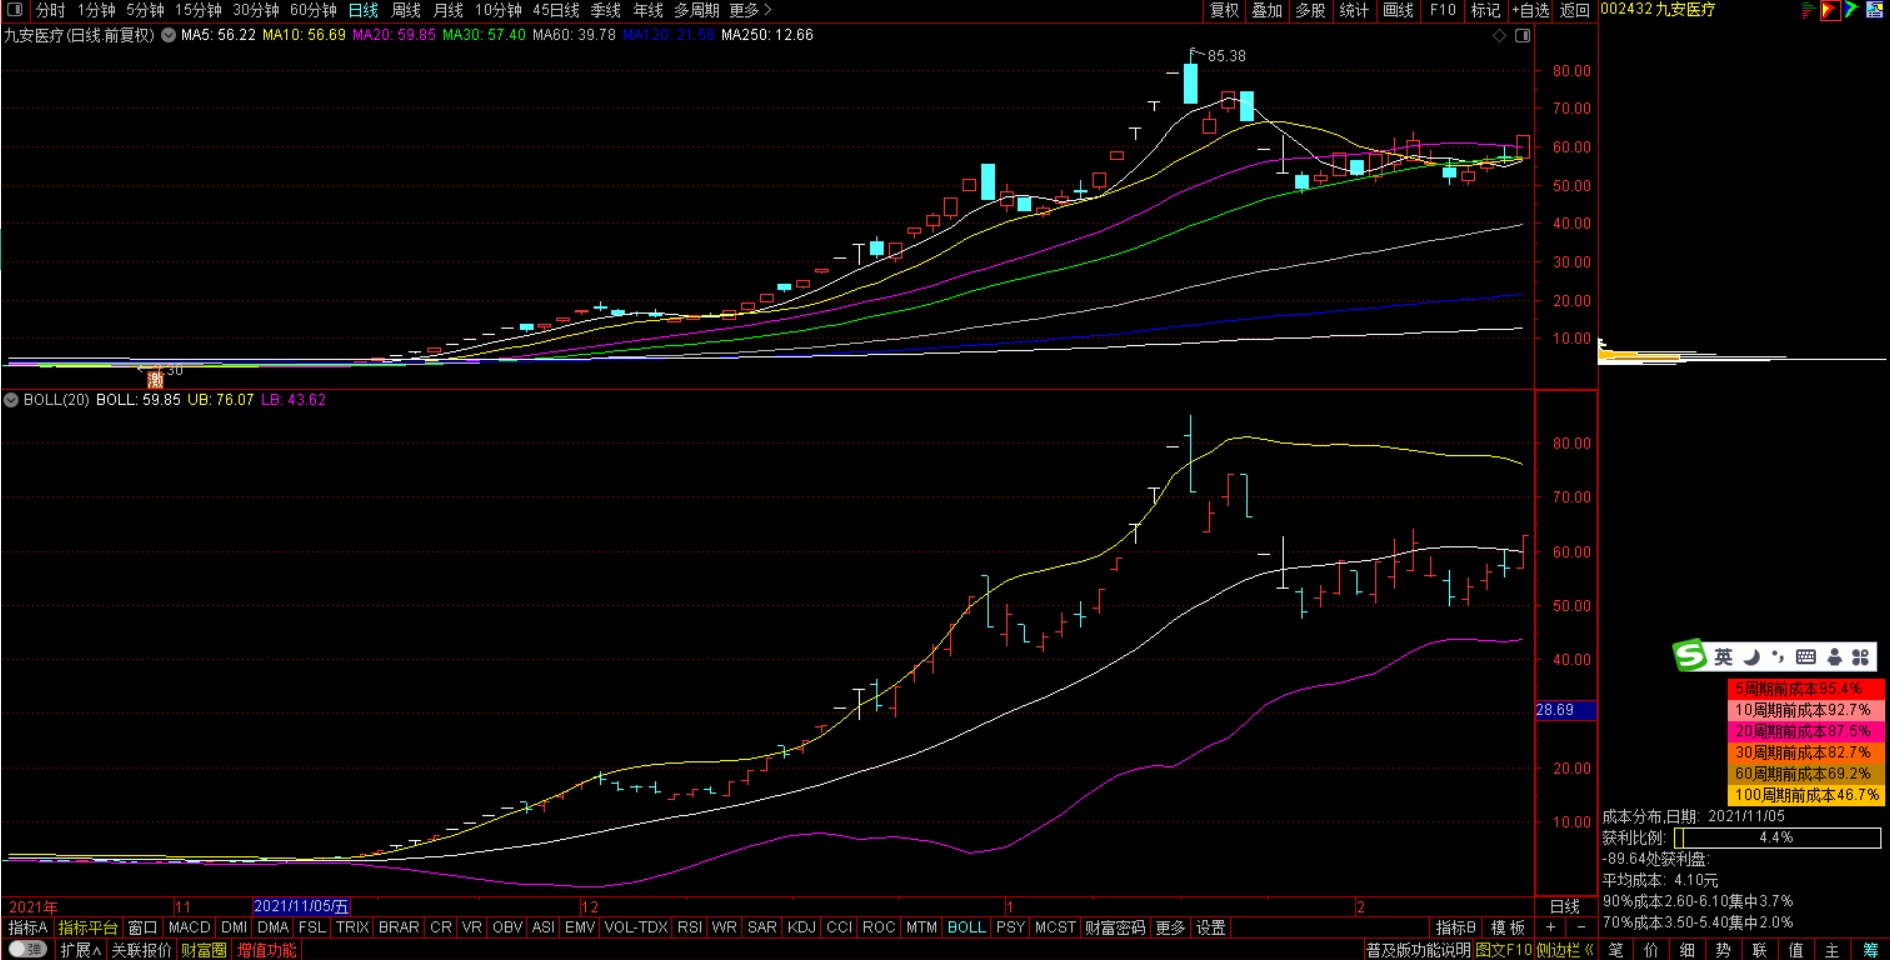 分时 1分钟 5分钟 15分钟 30分钟 60分钟 日线 周线 月线 10分钟 45日线 季线 年线 多周期 更多 复权 叠加 多股 统计 画线 F10 标记 +自选 返回 002432 九安医疗
九安医疗(日线.前复权) MA5: 56.22 MA10: 56.69 MA20: 59.85 MA30: 57.40 MA60: 39.78 MA120: 21.58 MA250: 12.66
85.38
80.00
70.00
60.00
50.00
40.00
30.00
20.00
10.00
激
BOLL(20) BOLL: 59.85 UB: 76.07 LB: 43.62
80.00
70.00
60.00
50.00
40.00
28.69
20.00
10.00
英
5周期前成本95.4%
10周期前成本92.7%
20周期前成本87.5%
30周期前成本82.7%
60周期前成本69.2%
100周期前成本46.7%
成本分布,日期: 2021/11/05
获利比例: 4.4%
-89.64处获利盘:
平均成本: 4.10元
90%成本2.60-6.10集中3.7%
70%成本3.50-5.40集中2.0%
2021年 11 2021/11/05/五 12 1 2 日线
指标A 指标平台 窗口 MACD DMI DMA FSL TRIX BRAR CR VR OBV ASI EMV VOL-TDX RSI WR SAR KDJ CCI ROC MTM BOLL PSY MCST 财富密码 更多 设置 指标B 模板 + −
弹 扩展∧ 关联报价 财富圈 增值功能 普及版功能说明 图文F10 侧边栏《 笔 价 细 势 联 值 主 筹